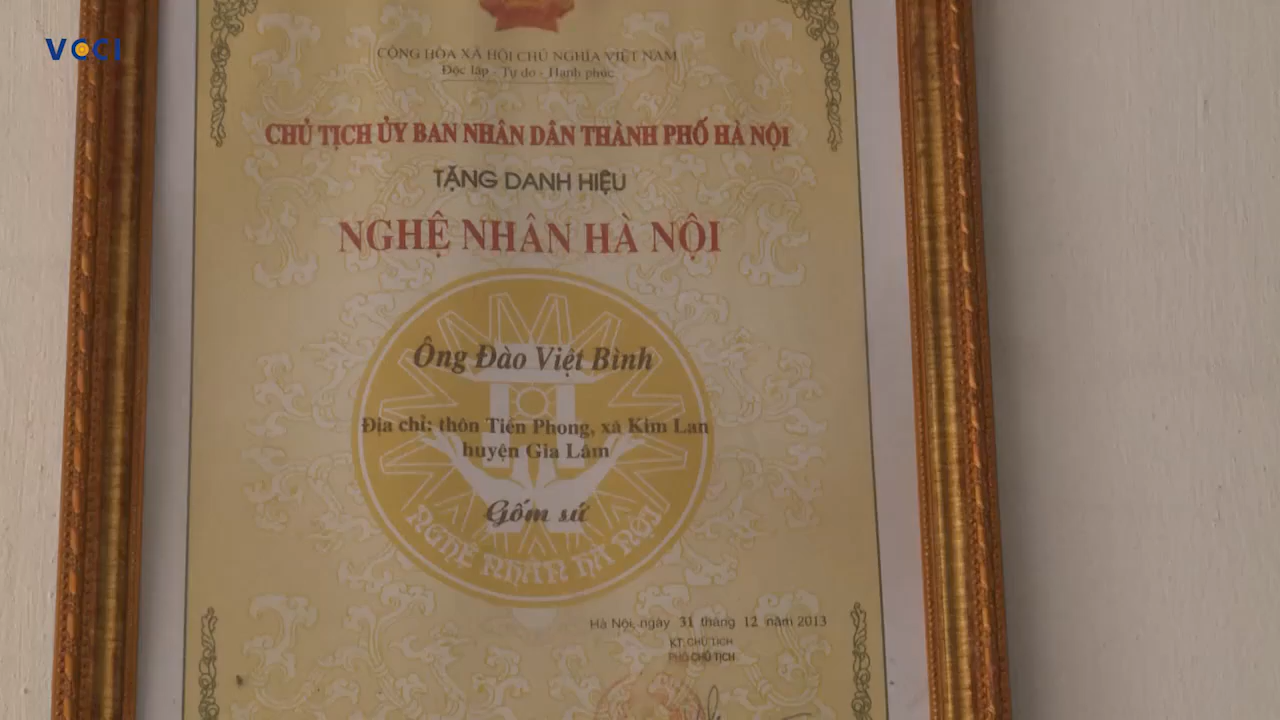 VCCI
CỘNG HÒA XÃ HỘI CHỦ NGHĨA VIỆT NAM
Độc lập - Tự do - Hạnh phúc
CHỦ TỊCH ỦY BAN NHÂN DÂN THÀNH PHỐ HÀ NỘI
TẶNG DANH HIỆU
NGHỆ NHÂN HÀ NỘI
Ông Đào Việt Bình
Địa chỉ: thôn Tiền Phong, xã Kim Lan
huyện Gia Lâm
Gốm sứ
NGHỆ NHÂN HÀ NỘI
Hà Nội, ngày 31 tháng 12 năm 2013
KT. CHỦ TỊCH
PHÓ CHỦ TỊCH